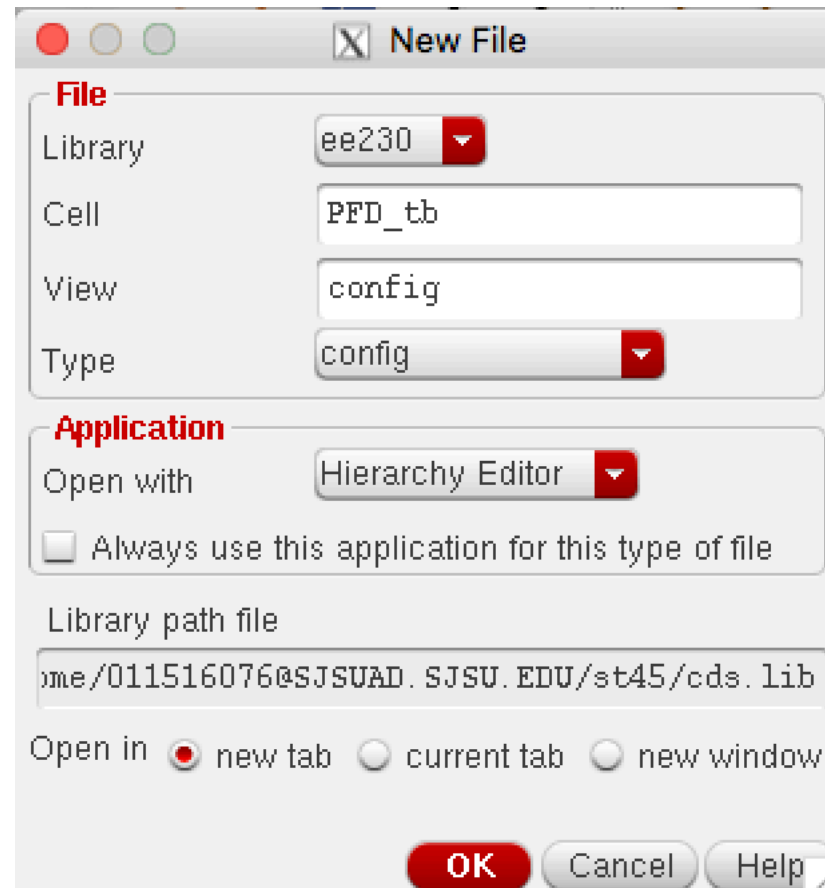 X New File
File
Library ee230
Cell PFD_tb
View config
Type config
Application
Open with Hierarchy Editor
Always use this application for this type of file
Library path file
ome/011516076@SJSUAD.SJSU.EDU/st45/cds.lib
Open in new tab current tab new window
OK Cancel Help